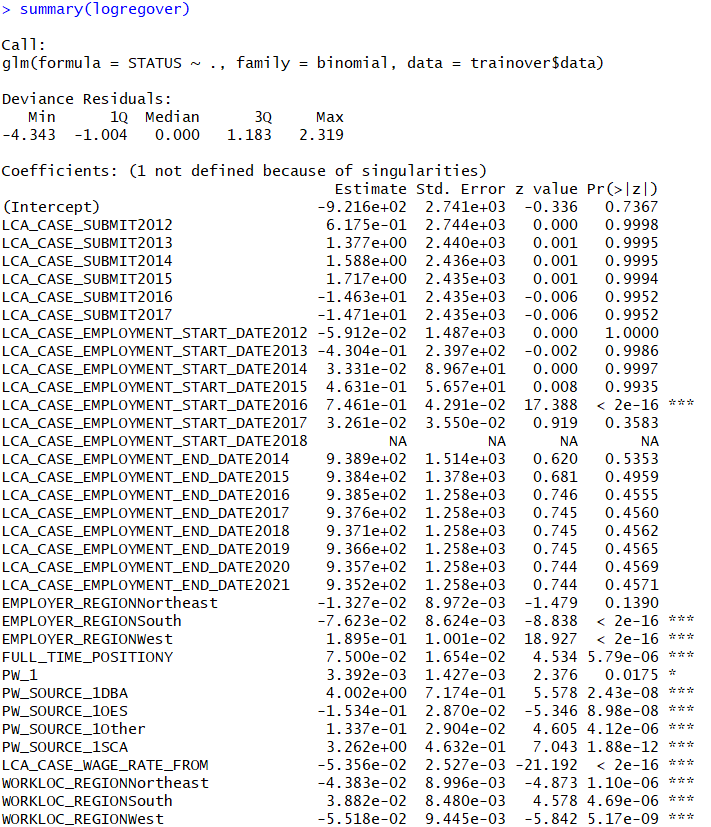 > summary(logregover)
Call:
glm(formula = STATUS ~ ., family = binomial, data = trainover$data)
Deviance Residuals:
Min 1Q Median 3Q Max
-4.343 -1.004 0.000 1.183 2.319
Coefficients: (1 not defined because of singularities)
Estimate Std. Error z value Pr(>|z|)
(Intercept) -9.216e+02 2.741e+03 -0.336 0.7367
LCA_CASE_SUBMIT2012 6.175e-01 2.744e+03 0.000 0.9998
LCA_CASE_SUBMIT2013 1.377e+00 2.440e+03 0.001 0.9995
LCA_CASE_SUBMIT2014 1.588e+00 2.436e+03 0.001 0.9995
LCA_CASE_SUBMIT2015 1.717e+00 2.435e+03 0.001 0.9994
LCA_CASE_SUBMIT2016 -1.463e+01 2.435e+03 -0.006 0.9952
LCA_CASE_SUBMIT2017 -1.471e+01 2.435e+03 -0.006 0.9952
LCA_CASE_EMPLOYMENT_START_DATE2012 -5.912e-02 1.487e+03 0.000 1.0000
LCA_CASE_EMPLOYMENT_START_DATE2013 -4.304e-01 2.397e+02 -0.002 0.9986
LCA_CASE_EMPLOYMENT_START_DATE2014 3.331e-02 8.967e+01 0.000 0.9997
LCA_CASE_EMPLOYMENT_START_DATE2015 4.631e-01 5.657e+01 0.008 0.9935
LCA_CASE_EMPLOYMENT_START_DATE2016 7.461e-01 4.291e-02 17.388 < 2e-16 ***
LCA_CASE_EMPLOYMENT_START_DATE2017 3.261e-02 3.550e-02 0.919 0.3583
LCA_CASE_EMPLOYMENT_START_DATE2018 NA NA NA NA
LCA_CASE_EMPLOYMENT_END_DATE2014 9.389e+02 1.514e+03 0.620 0.5353
LCA_CASE_EMPLOYMENT_END_DATE2015 9.384e+02 1.378e+03 0.681 0.4959
LCA_CASE_EMPLOYMENT_END_DATE2016 9.385e+02 1.258e+03 0.746 0.4555
LCA_CASE_EMPLOYMENT_END_DATE2017 9.376e+02 1.258e+03 0.745 0.4560
LCA_CASE_EMPLOYMENT_END_DATE2018 9.371e+02 1.258e+03 0.745 0.4562
LCA_CASE_EMPLOYMENT_END_DATE2019 9.366e+02 1.258e+03 0.745 0.4565
LCA_CASE_EMPLOYMENT_END_DATE2020 9.357e+02 1.258e+03 0.744 0.4569
LCA_CASE_EMPLOYMENT_END_DATE2021 9.352e+02 1.258e+03 0.744 0.4571
EMPLOYER_REGIONNortheast -1.327e-02 8.972e-03 -1.479 0.1390
EMPLOYER_REGIONSouth -7.623e-02 8.624e-03 -8.838 < 2e-16 ***
EMPLOYER_REGIONWest 1.895e-01 1.001e-02 18.927 < 2e-16 ***
FULL_TIME_POSITIONY 7.500e-02 1.654e-02 4.534 5.79e-06 ***
PW_1 3.392e-03 1.427e-03 2.376 0.0175 *
PW_SOURCE_1DBA 4.002e+00 7.174e-01 5.578 2.43e-08 ***
PW_SOURCE_1OES -1.534e-01 2.870e-02 -5.346 8.98e-08 ***
PW_SOURCE_1Other 1.337e-01 2.904e-02 4.605 4.12e-06 ***
PW_SOURCE_1SCA 3.262e+00 4.632e-01 7.043 1.88e-12 ***
LCA_CASE_WAGE_RATE_FROM -5.356e-02 2.527e-03 -21.192 < 2e-16 ***
WORKLOC_REGIONNortheast -4.383e-02 8.996e-03 -4.873 1.10e-06 ***
WORKLOC_REGIONSouth 3.882e-02 8.480e-03 4.578 4.69e-06 ***
WORKLOC_REGIONWest -5.518e-02 9.445e-03 -5.842 5.17e-09 ***